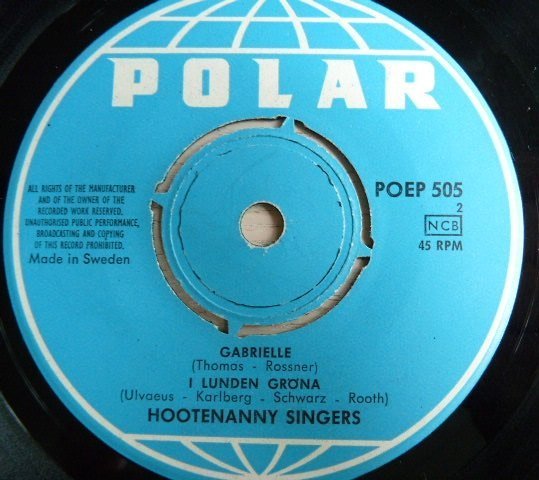 POLAR
ALL RIGHTS OF THE MANUFACTURER
AND OF THE OWNER OF THE
RECORDED WORK RESERVED.
UNAUTHORISED PUBLIC PERFORMANCE,
BROADCASTING AND COPYING
OF THIS RECORD PROHIBITED.
Made in Sweden
POEP 505
2
NCB
45 RPM
GABRIELLE
(Thomas - Rossner)
I LUNDEN GRÖNA
(Ulvaeus - Karlberg - Schwarz - Rooth)
HOOTENANNY SINGERS